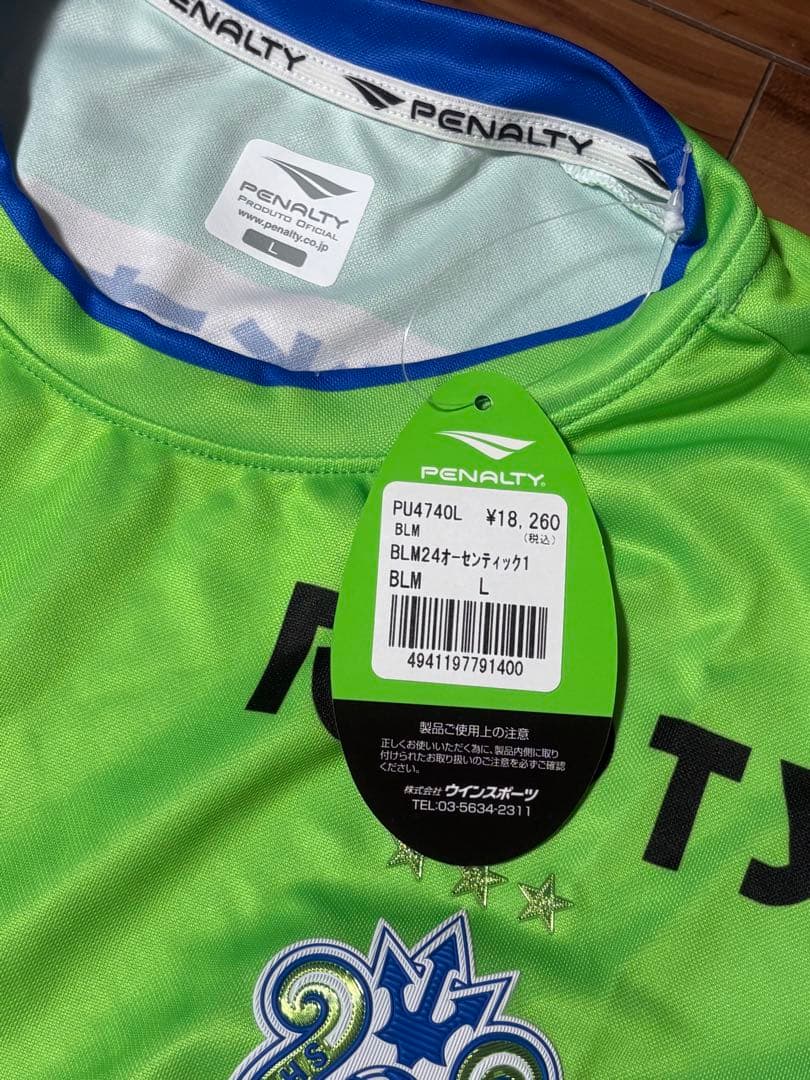 PENALTY
PENALTY
PENALTY
PRODUTO OFICIAL
www.penalty.co.jp
L
PENALTY
PU4740L ¥18,260
BLM (税込)
BLM24オーセンティック1
BLM L
4941197791400
製品ご使用上の注意
正しくお使いいただく為に、製品内側に取り
付けられたお取り扱いのご注意を必ずご確認
ください。
株式会社 ウインスポーツ
TEL:03-5634-2311